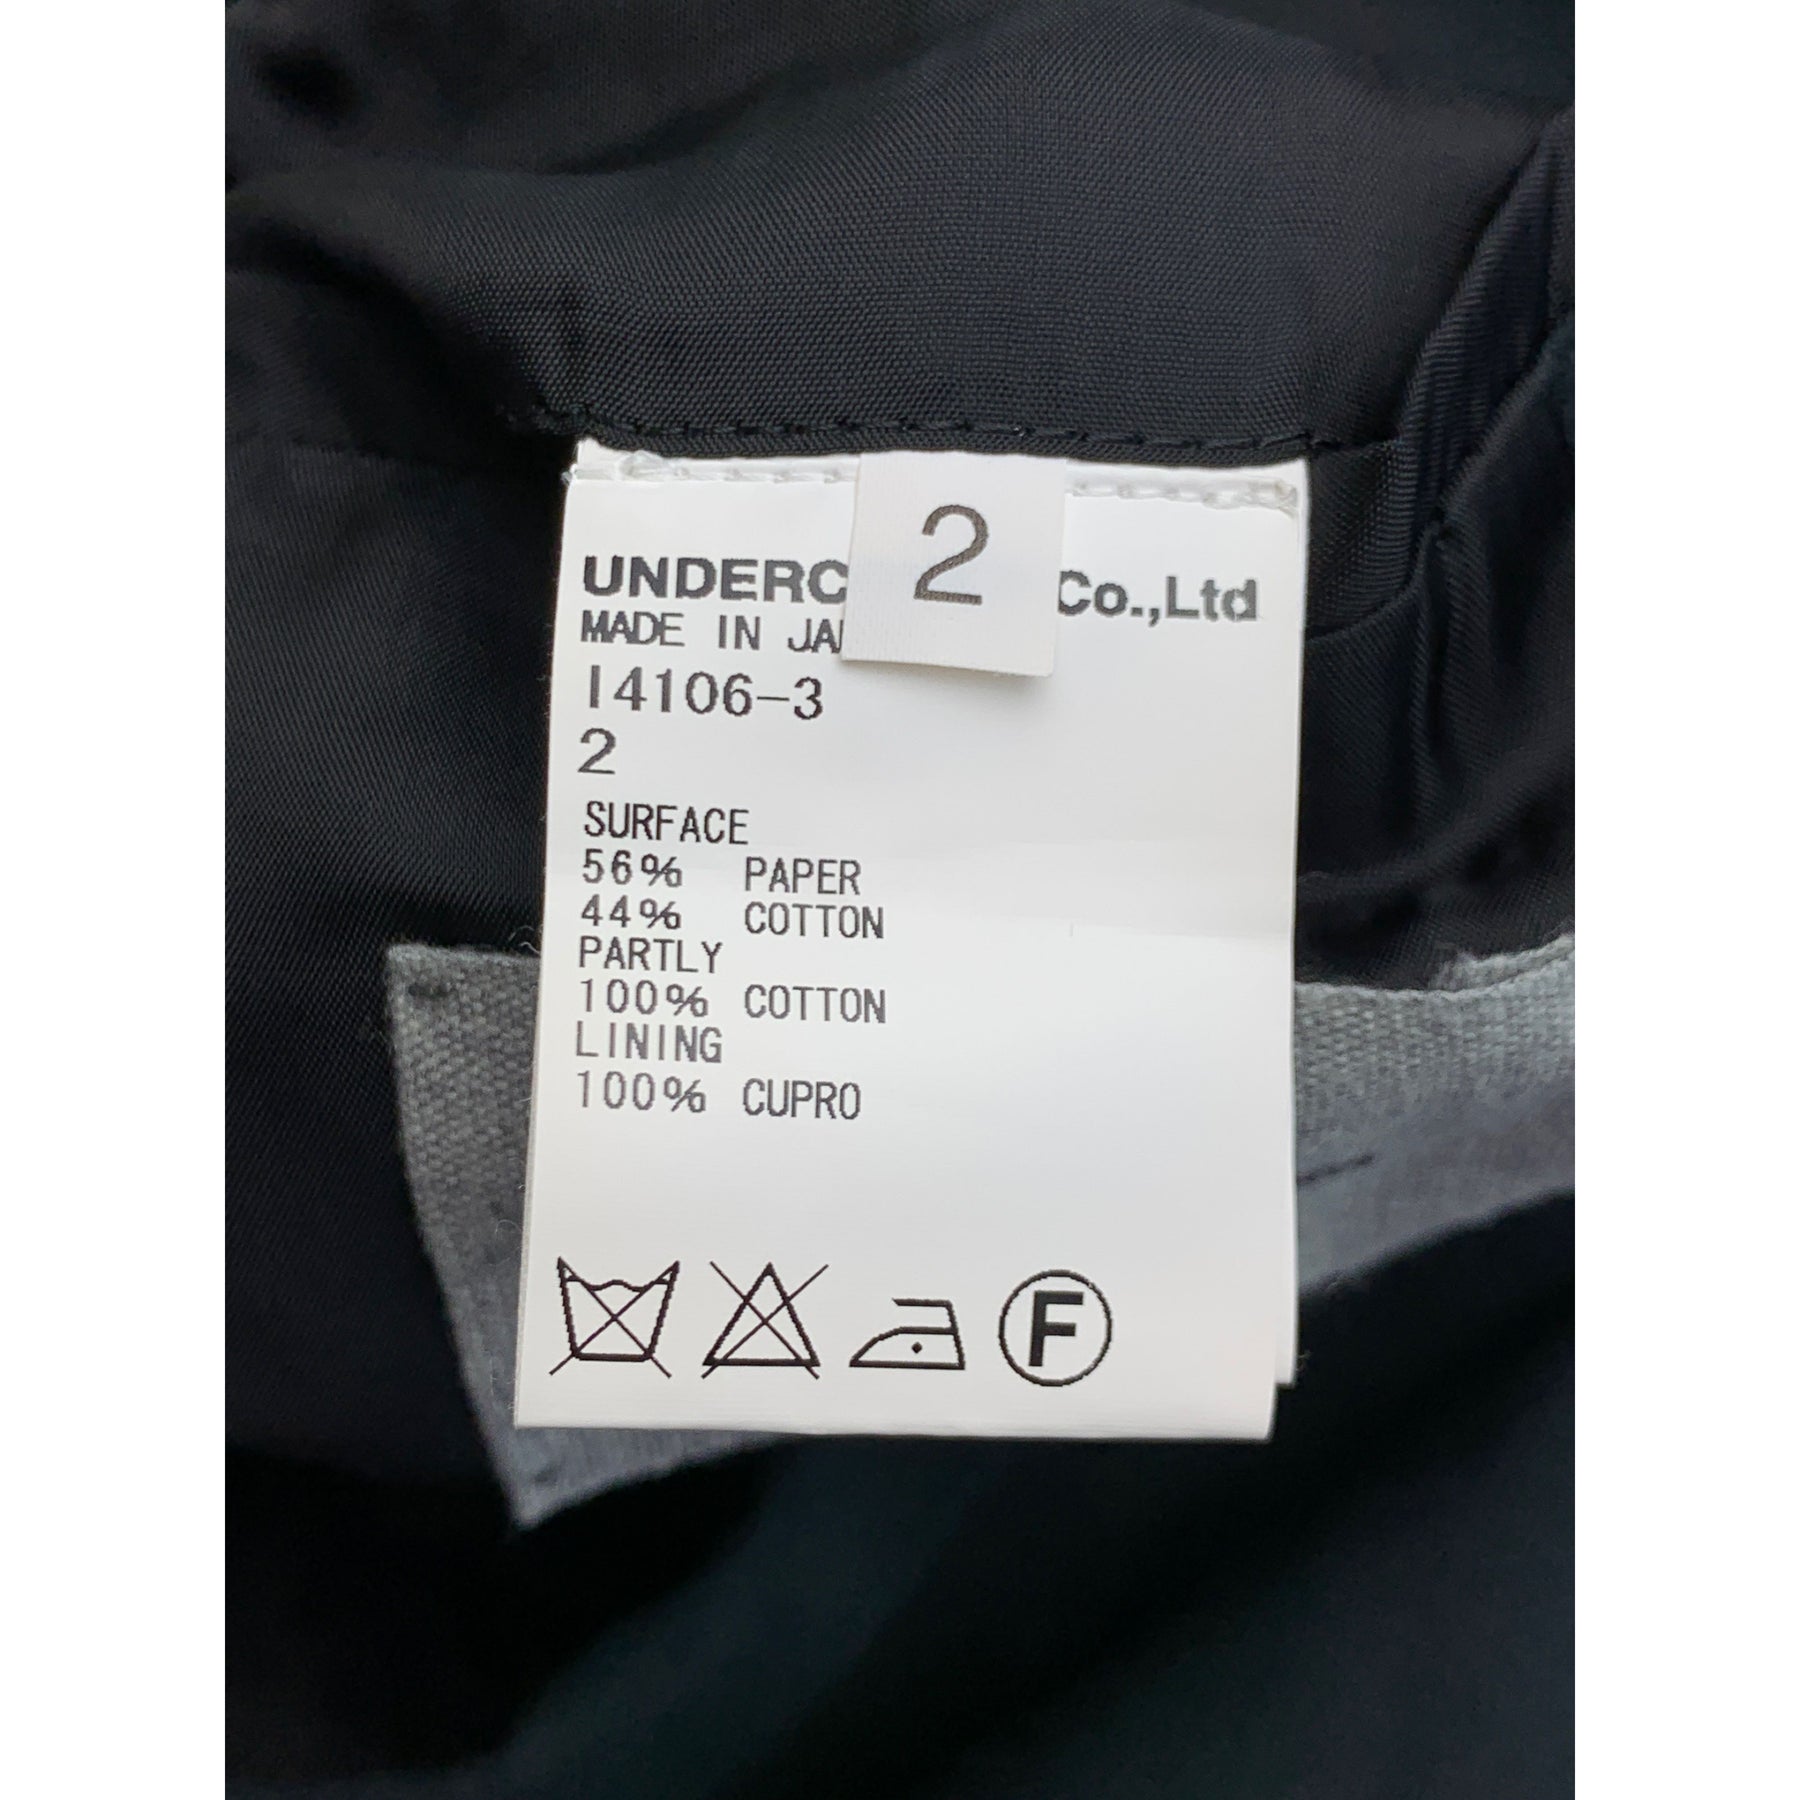 2
UNDERC Co.,Ltd
MADE IN JA
I4106-3
2
SURFACE
56% PAPER
44% COTTON
PARTLY
100% COTTON
LINING
100% CUPRO
F